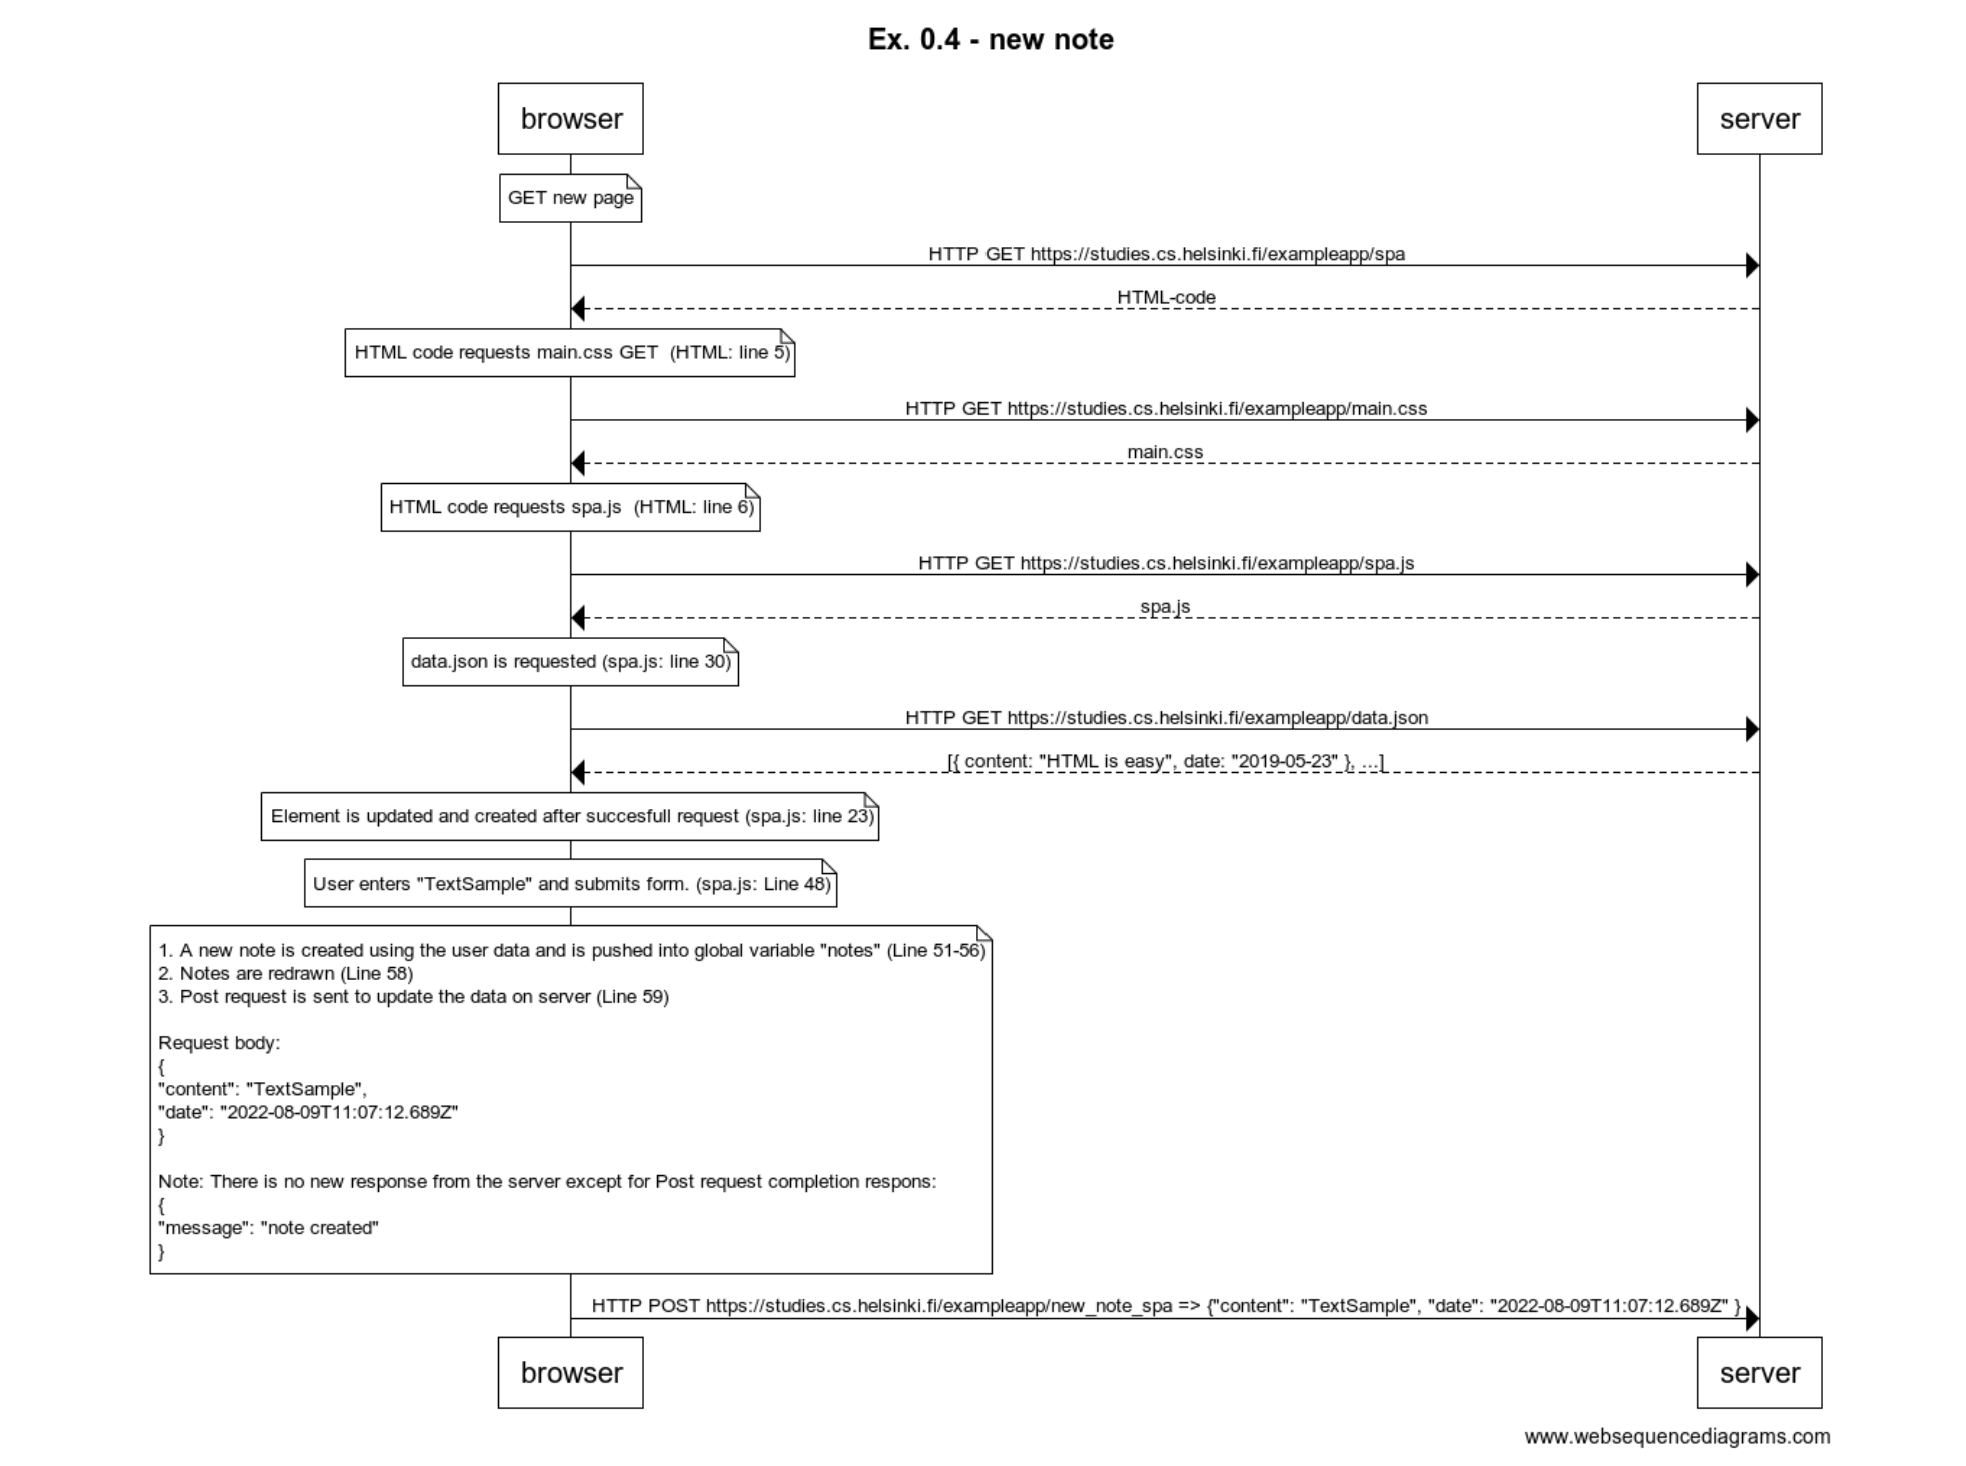 Ex. 0.4 - new note
browser
server
GET new page
HTTP GET https://studies.cs.helsinki.fi/exampleapp/spa
HTML-code
HTML code requests main.css GET  (HTML: line 5)
HTTP GET https://studies.cs.helsinki.fi/exampleapp/main.css
main.css
HTML code requests spa.js  (HTML: line 6)
HTTP GET https://studies.cs.helsinki.fi/exampleapp/spa.js
spa.js
data.json is requested (spa.js: line 30)
HTTP GET https://studies.cs.helsinki.fi/exampleapp/data.json
[{ content: "HTML is easy", date: "2019-05-23" }, ...]
Element is updated and created after succesfull request (spa.js: line 23)
User enters "TextSample" and submits form. (spa.js: Line 48)
1. A new note is created using the user data and is pushed into global variable "notes" (Line 51-56)
2. Notes are redrawn (Line 58)
3. Post request is sent to update the data on server (Line 59)
Request body:
{
"content": "TextSample",
"date": "2022-08-09T11:07:12.689Z"
}
Note: There is no new response from the server except for Post request completion respons:
{
"message": "note created"
}
HTTP POST https://studies.cs.helsinki.fi/exampleapp/new_note_spa => {"content": "TextSample", "date": "2022-08-09T11:07:12.689Z" }
browser
server
www.websequencediagrams.com